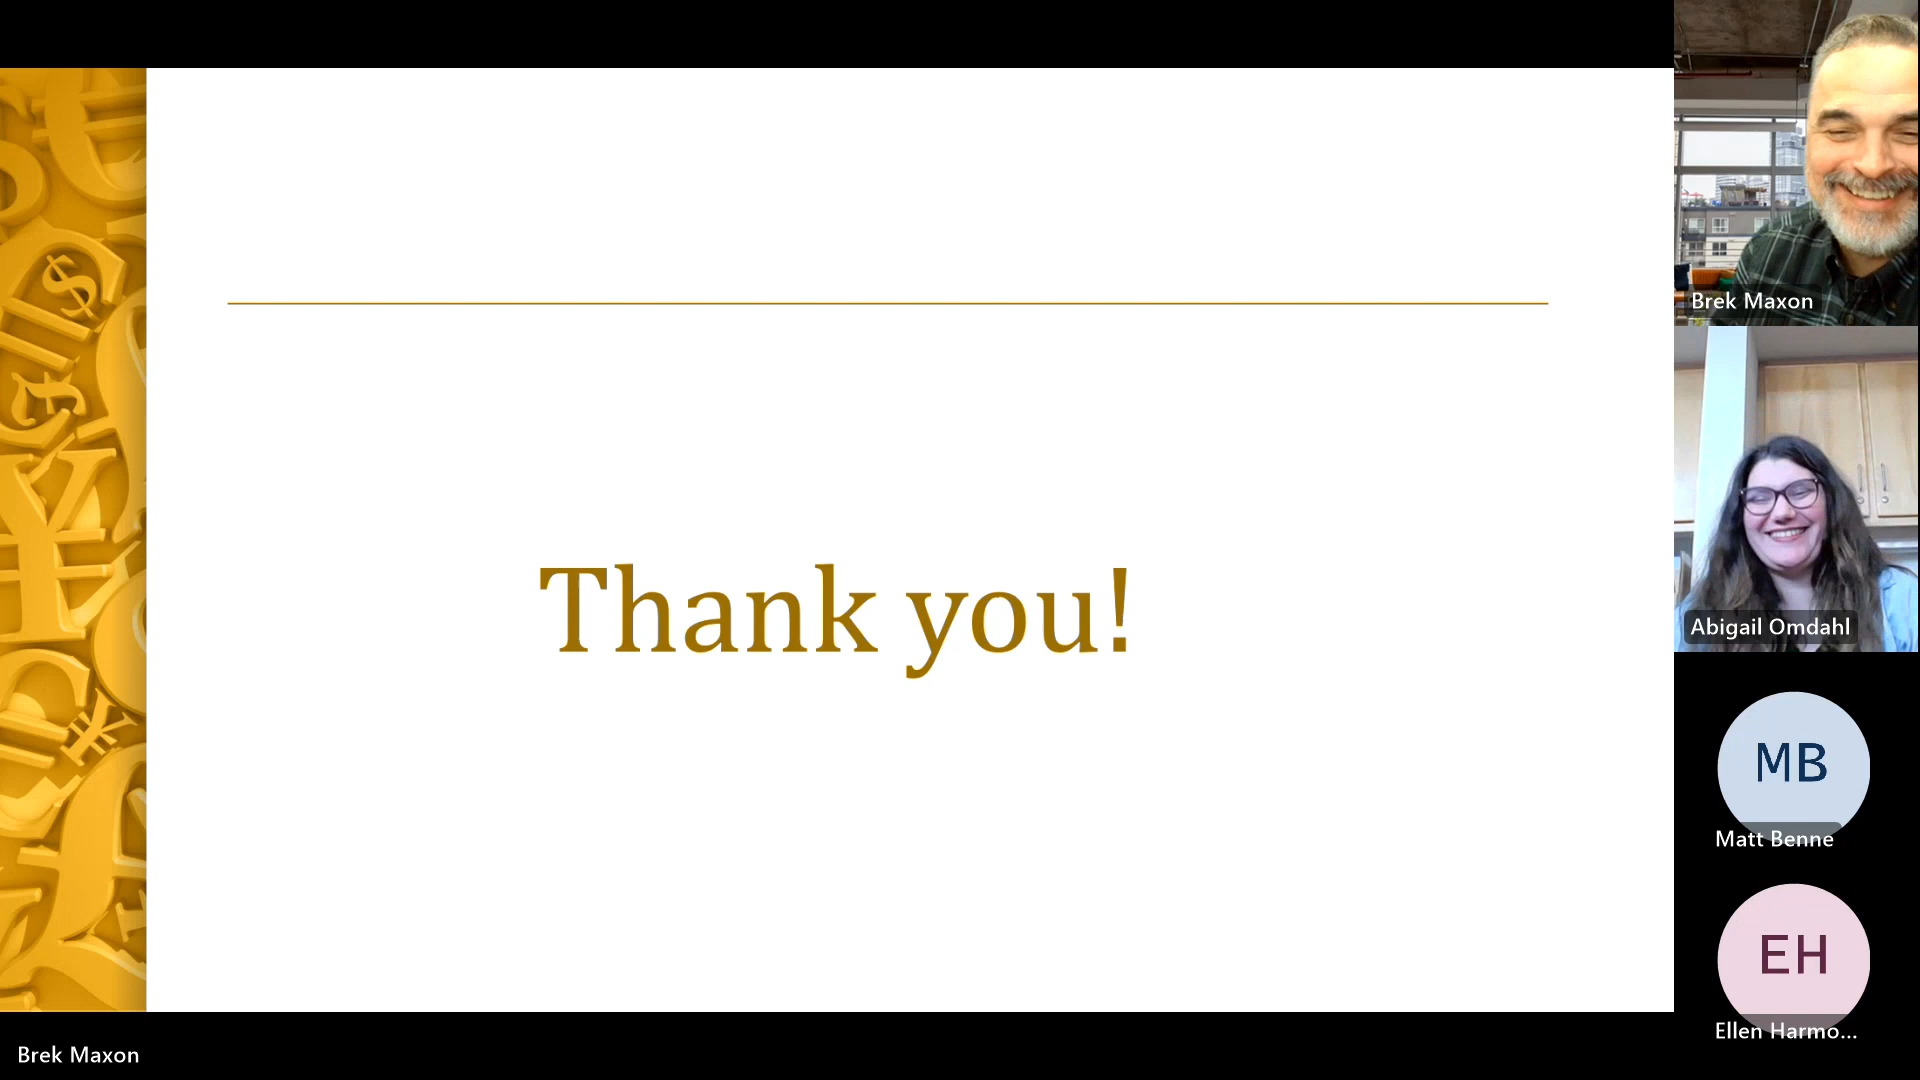 Thank you!
Brek Maxon
Abigail Omdahl
MB
Matt Benne
EH
Ellen Harmo...
Brek Maxon